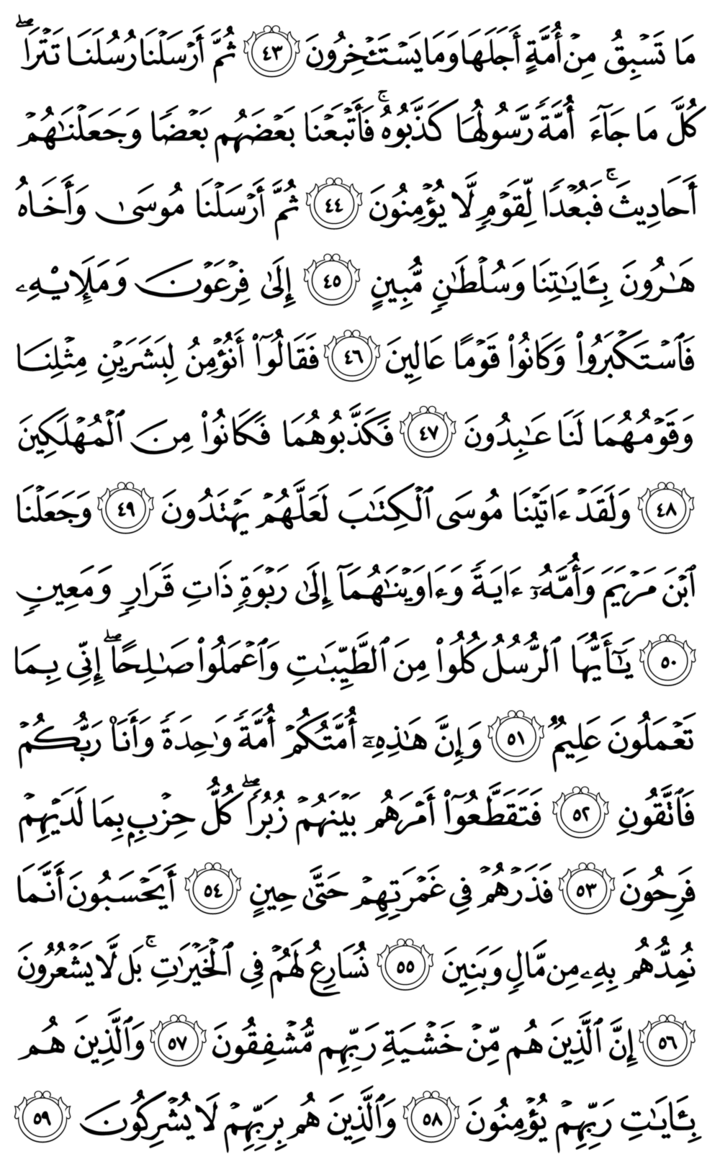 مَا تَسْبِقُ مِنْ أُمَّةٍ أَجَلَهَا وَمَا يَسْتَـْٔخِرُونَ ٤٣ ثُمَّ أَرْسَلْنَا رُسُلَنَا تَتْرَاۖ
كُلَّ مَا جَآءَ أُمَّةً رَّسُولُهَا كَذَّبُوهُۚ فَأَتْبَعْنَا بَعْضَهُم بَعْضًا وَجَعَلْنَٰهُمْ
أَحَادِيثَۚ فَبُعْدًا لِّقَوْمٍ لَّا يُؤْمِنُونَ ٤٤ ثُمَّ أَرْسَلْنَا مُوسَىٰ وَأَخَاهُ
هَٰرُونَ بِـَٔايَٰتِنَا وَسُلْطَٰنٍ مُّبِينٍ ٤٥ إِلَىٰ فِرْعَوْنَ وَمَلَإِي۟هِۦ
فَٱسْتَكْبَرُوا۟ وَكَانُوا۟ قَوْمًا عَالِينَ ٤٦ فَقَالُوٓا۟ أَنُؤْمِنُ لِبَشَرَيْنِ مِثْلِنَا
وَقَوْمُهُمَا لَنَا عَٰبِدُونَ ٤٧ فَكَذَّبُوهُمَا فَكَانُوا۟ مِنَ ٱلْمُهْلَكِينَ
٤٨ وَلَقَدْ ءَاتَيْنَا مُوسَى ٱلْكِتَٰبَ لَعَلَّهُمْ يَهْتَدُونَ ٤٩ وَجَعَلْنَا
ٱبْنَ مَرْيَمَ وَأُمَّهُۥٓ ءَايَةً وَءَاوَيْنَٰهُمَآ إِلَىٰ رَبْوَةٍ ذَاتِ قَرَارٍ وَمَعِينٍ
٥٠ يَٰٓأَيُّهَا ٱلرُّسُلُ كُلُوا۟ مِنَ ٱلطَّيِّبَٰتِ وَٱعْمَلُوا۟ صَٰلِحًاۖ إِنِّى بِمَا
تَعْمَلُونَ عَلِيمٌ ٥١ وَإِنَّ هَٰذِهِۦٓ أُمَّتُكُمْ أُمَّةً وَٰحِدَةً وَأَنَا۠ رَبُّكُمْ
فَٱتَّقُونِ ٥٢ فَتَقَطَّعُوٓا۟ أَمْرَهُم بَيْنَهُمْ زُبُرًاۖ كُلُّ حِزْبٍۭ بِمَا لَدَيْهِمْ
فَرِحُونَ ٥٣ فَذَرْهُمْ فِى غَمْرَتِهِمْ حَتَّىٰ حِينٍ ٥٤ أَيَحْسَبُونَ أَنَّمَا
نُمِدُّهُم بِهِۦ مِن مَّالٍ وَبَنِينَ ٥٥ نُسَارِعُ لَهُمْ فِى ٱلْخَيْرَٰتِۚ بَل لَّا يَشْعُرُونَ
٥٦ إِنَّ ٱلَّذِينَ هُم مِّنْ خَشْيَةِ رَبِّهِم مُّشْفِقُونَ ٥٧ وَٱلَّذِينَ هُم
بِـَٔايَٰتِ رَبِّهِمْ يُؤْمِنُونَ ٥٨ وَٱلَّذِينَ هُم بِرَبِّهِمْ لَا يُشْرِكُونَ ٥٩